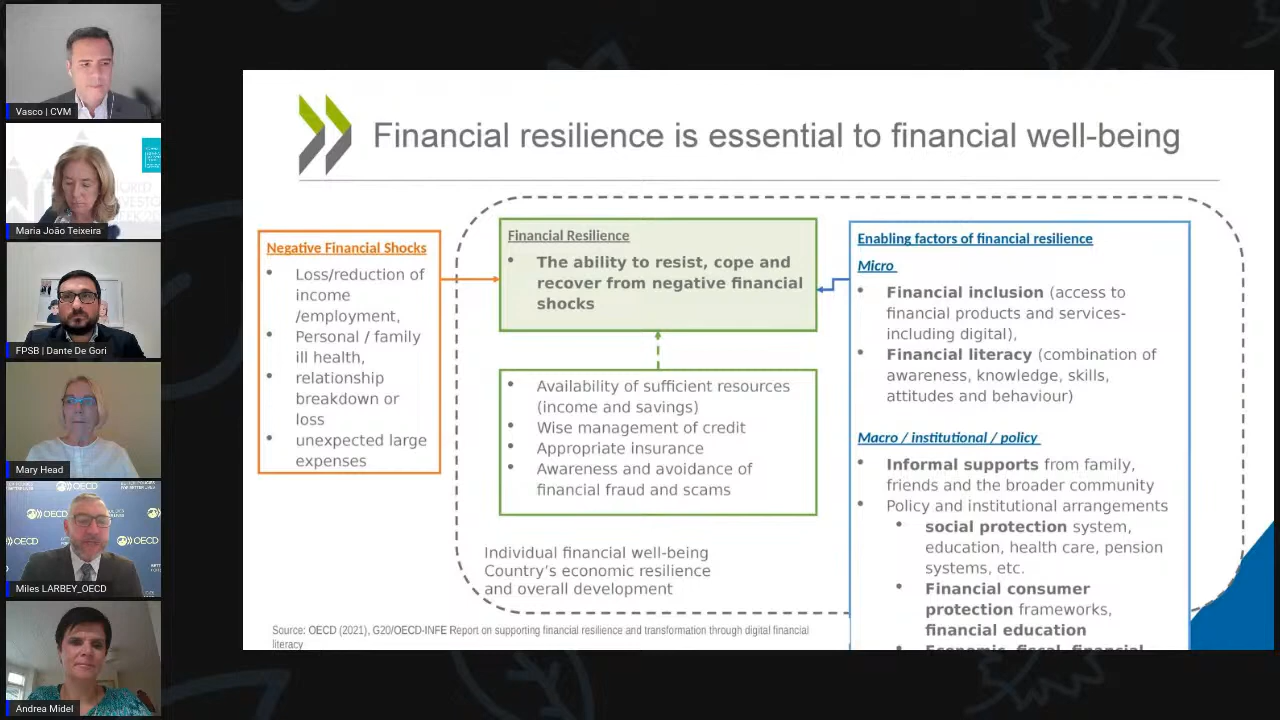 Vasco | CVM
Maria João Teixeira
FPSB | Dante De Gori
Mary Head
OECD
OECD
OECD
OECD
Miles LARBEY_OECD
Andrea Midel
Financial resilience is essential to financial well-being
Negative Financial Shocks
• Loss/reduction of
income
/employment,
• Personal / family
ill health,
• relationship
breakdown or
loss
• unexpected large
expenses
Financial Resilience
• The ability to resist, cope and
recover from negative financial
shocks
• Availability of sufficient resources
(income and savings)
• Wise management of credit
• Appropriate insurance
• Awareness and avoidance of
financial fraud and scams
Individual financial well-being
Country's economic resilience
and overall development
Enabling factors of financial resilience
Micro
• Financial inclusion (access to
financial products and services-
including digital),
• Financial literacy (combination of
awareness, knowledge, skills,
attitudes and behaviour)
Macro / institutional / policy
• Informal supports from family,
friends and the broader community
• Policy and institutional arrangements
• social protection system,
education, health care, pension
systems, etc.
• Financial consumer
protection frameworks,
financial education
• Economic, fiscal, financial
Source: OECD (2021), G20/OECD-INFE Report on supporting financial resilience and transformation through digital financial
literacy